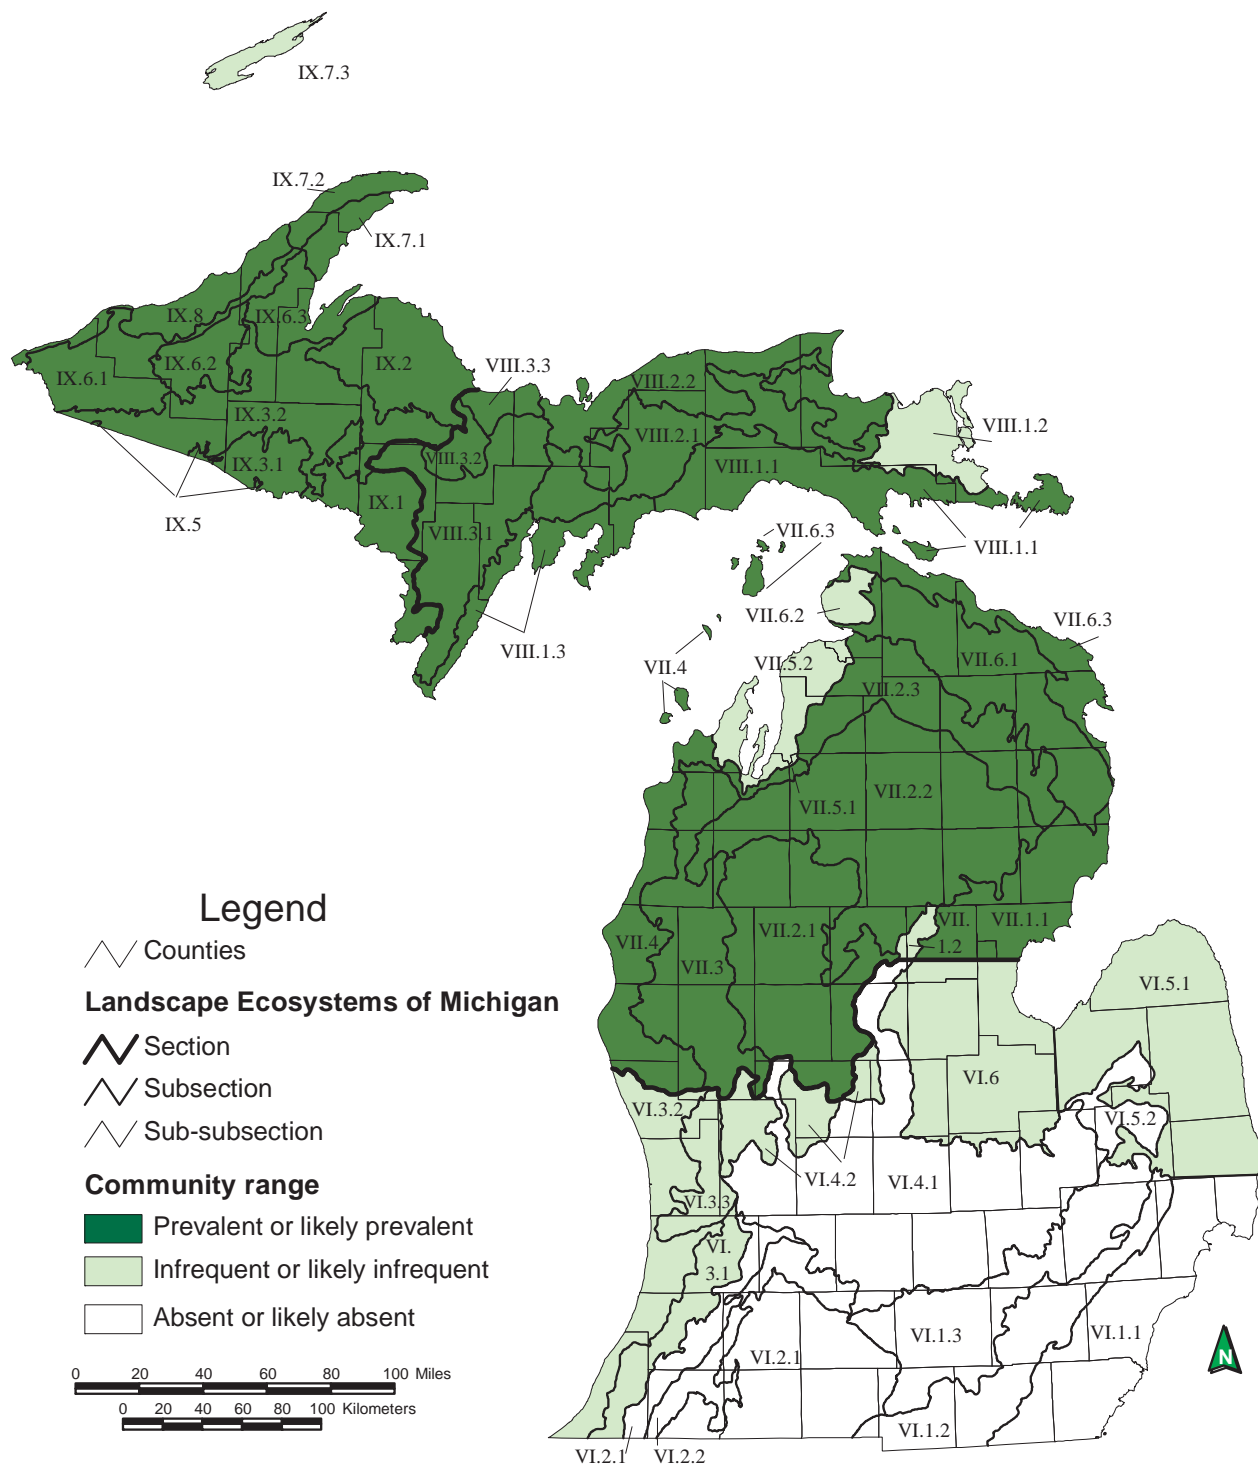 IX.7.3
IX.7.2
IX.7.1
IX.8
IX.6.3
IX.6.2
IX.6.1
IX.2
VIII.3.3
VIII.2.2
IX.3.2
VIII.2.1
VIII.1.2
IX.3.1
VIII.3.2
VIII.1.1
IX.5
IX.1
VIII.3.1
VII.6.3
VIII.1.1
VII.6.2
VII.6.3
VIII.1.3
VII.4
VII.5.2
VII.6.1
VII.2.3
VII.5.1
VII.2.2
VII.4
VII.3
VII.2.1
VII.
1.2
VII.1.1
VI.5.1
VI.6
VI.3.2
VI.5.2
VI.4.2
VI.4.1
VI.3.3
VI.
3.1
VI.1.3
VI.1.1
VI.2.1
VI.1.2
VI.2.1
VI.2.2
Legend
Counties
Landscape Ecosystems of Michigan
Section
Subsection
Sub-subsection
Community range
Prevalent or likely prevalent
Infrequent or likely infrequent
Absent or likely absent
0 20 40 60 80 100 Miles
0 20 40 60 80 100 Kilometers
N